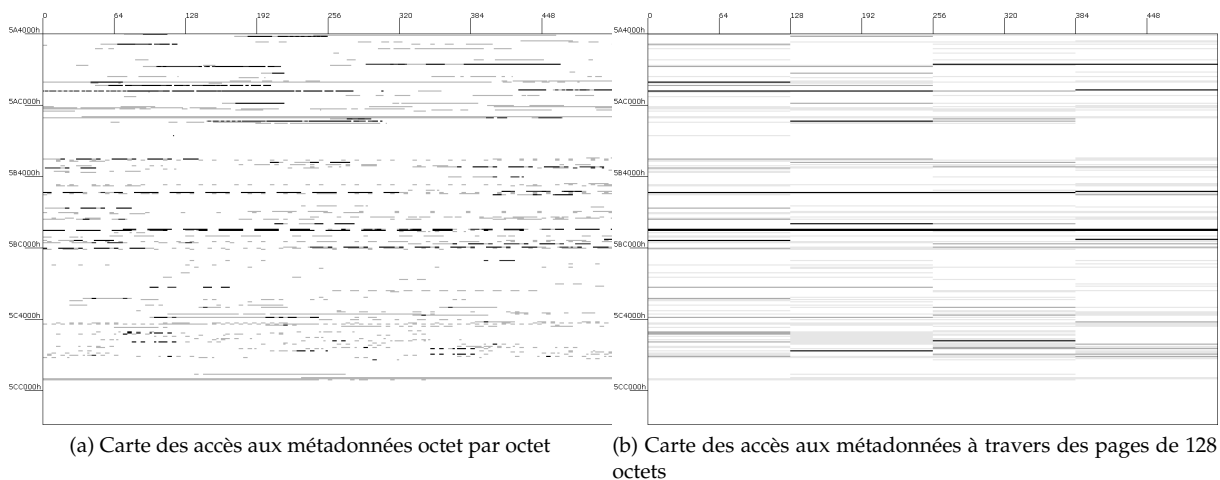 0 64 128 192 256 320 384 448
5A4000h
5AC000h
5B4000h
5BC000h
5C4000h
5CC000h
(a) Carte des accès aux métadonnées octet par octet
0 64 128 192 256 320 384 448
5A4000h
5AC000h
5B4000h
5BC000h
5C4000h
5CC000h
(b) Carte des accès aux métadonnées à travers des pages de 128
octets